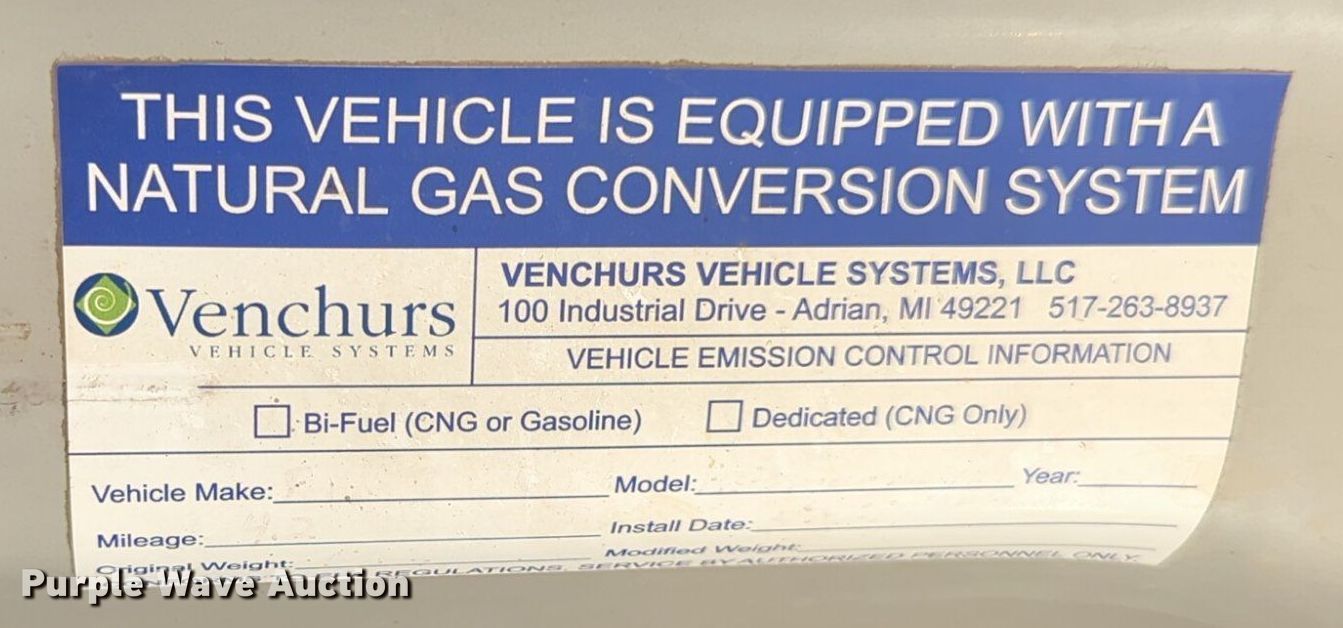 THIS VEHICLE IS EQUIPPED WITH A
NATURAL GAS CONVERSION SYSTEM
Venchurs
VEHICLE SYSTEMS
VENCHURS VEHICLE SYSTEMS, LLC
100 Industrial Drive - Adrian, MI 49221 517-263-8937
VEHICLE EMISSION CONTROL INFORMATION
Bi-Fuel (CNG or Gasoline) Dedicated (CNG Only)
Vehicle Make: Model: Year:
Mileage: Install Date:
Original Weight: Modified Weight:
REGULATIONS. SERVICE BY AUTHORIZED PERSONNEL ONLY.
Purple Wave Auction